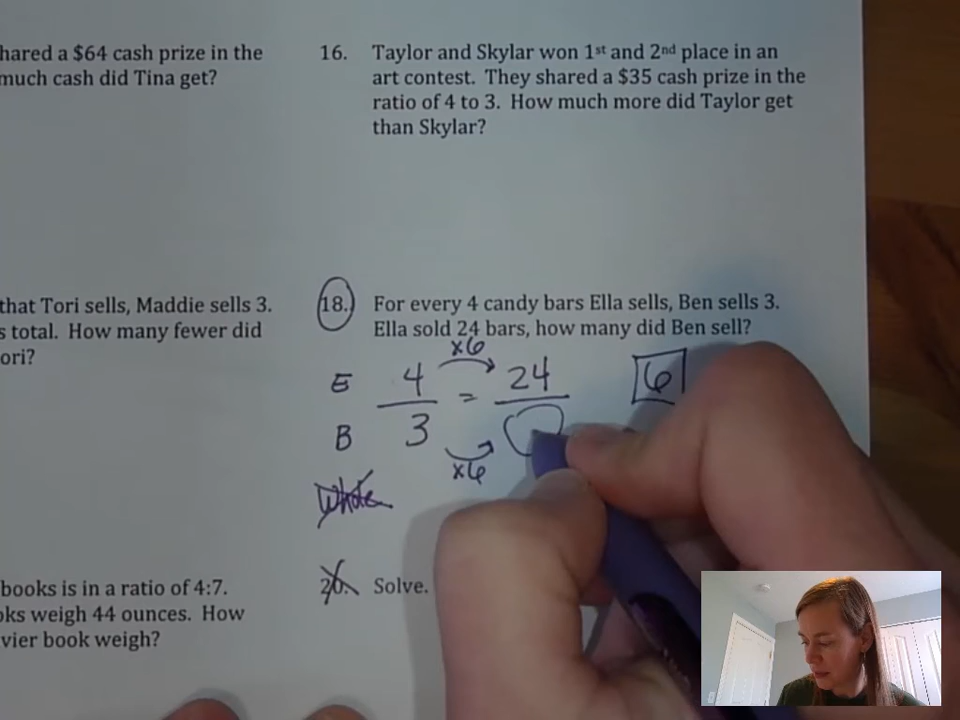 hared a $64 cash prize in the
much cash did Tina get?
16. Taylor and Skylar won 1st and 2nd place in an
art contest. They shared a $35 cash prize in the
ratio of 4 to 3. How much more did Taylor get
than Skylar?
that Tori sells, Maddie sells 3.
s total. How many fewer did
ori?
18. For every 4 candy bars Ella sells, Ben sells 3.
Ella sold 24 bars, how many did Ben sell?
x6
E 4 = 24 6
B 3
x6
Whole
books is in a ratio of 4:7.
oks weigh 44 ounces. How
vier book weigh?
20. Solve.